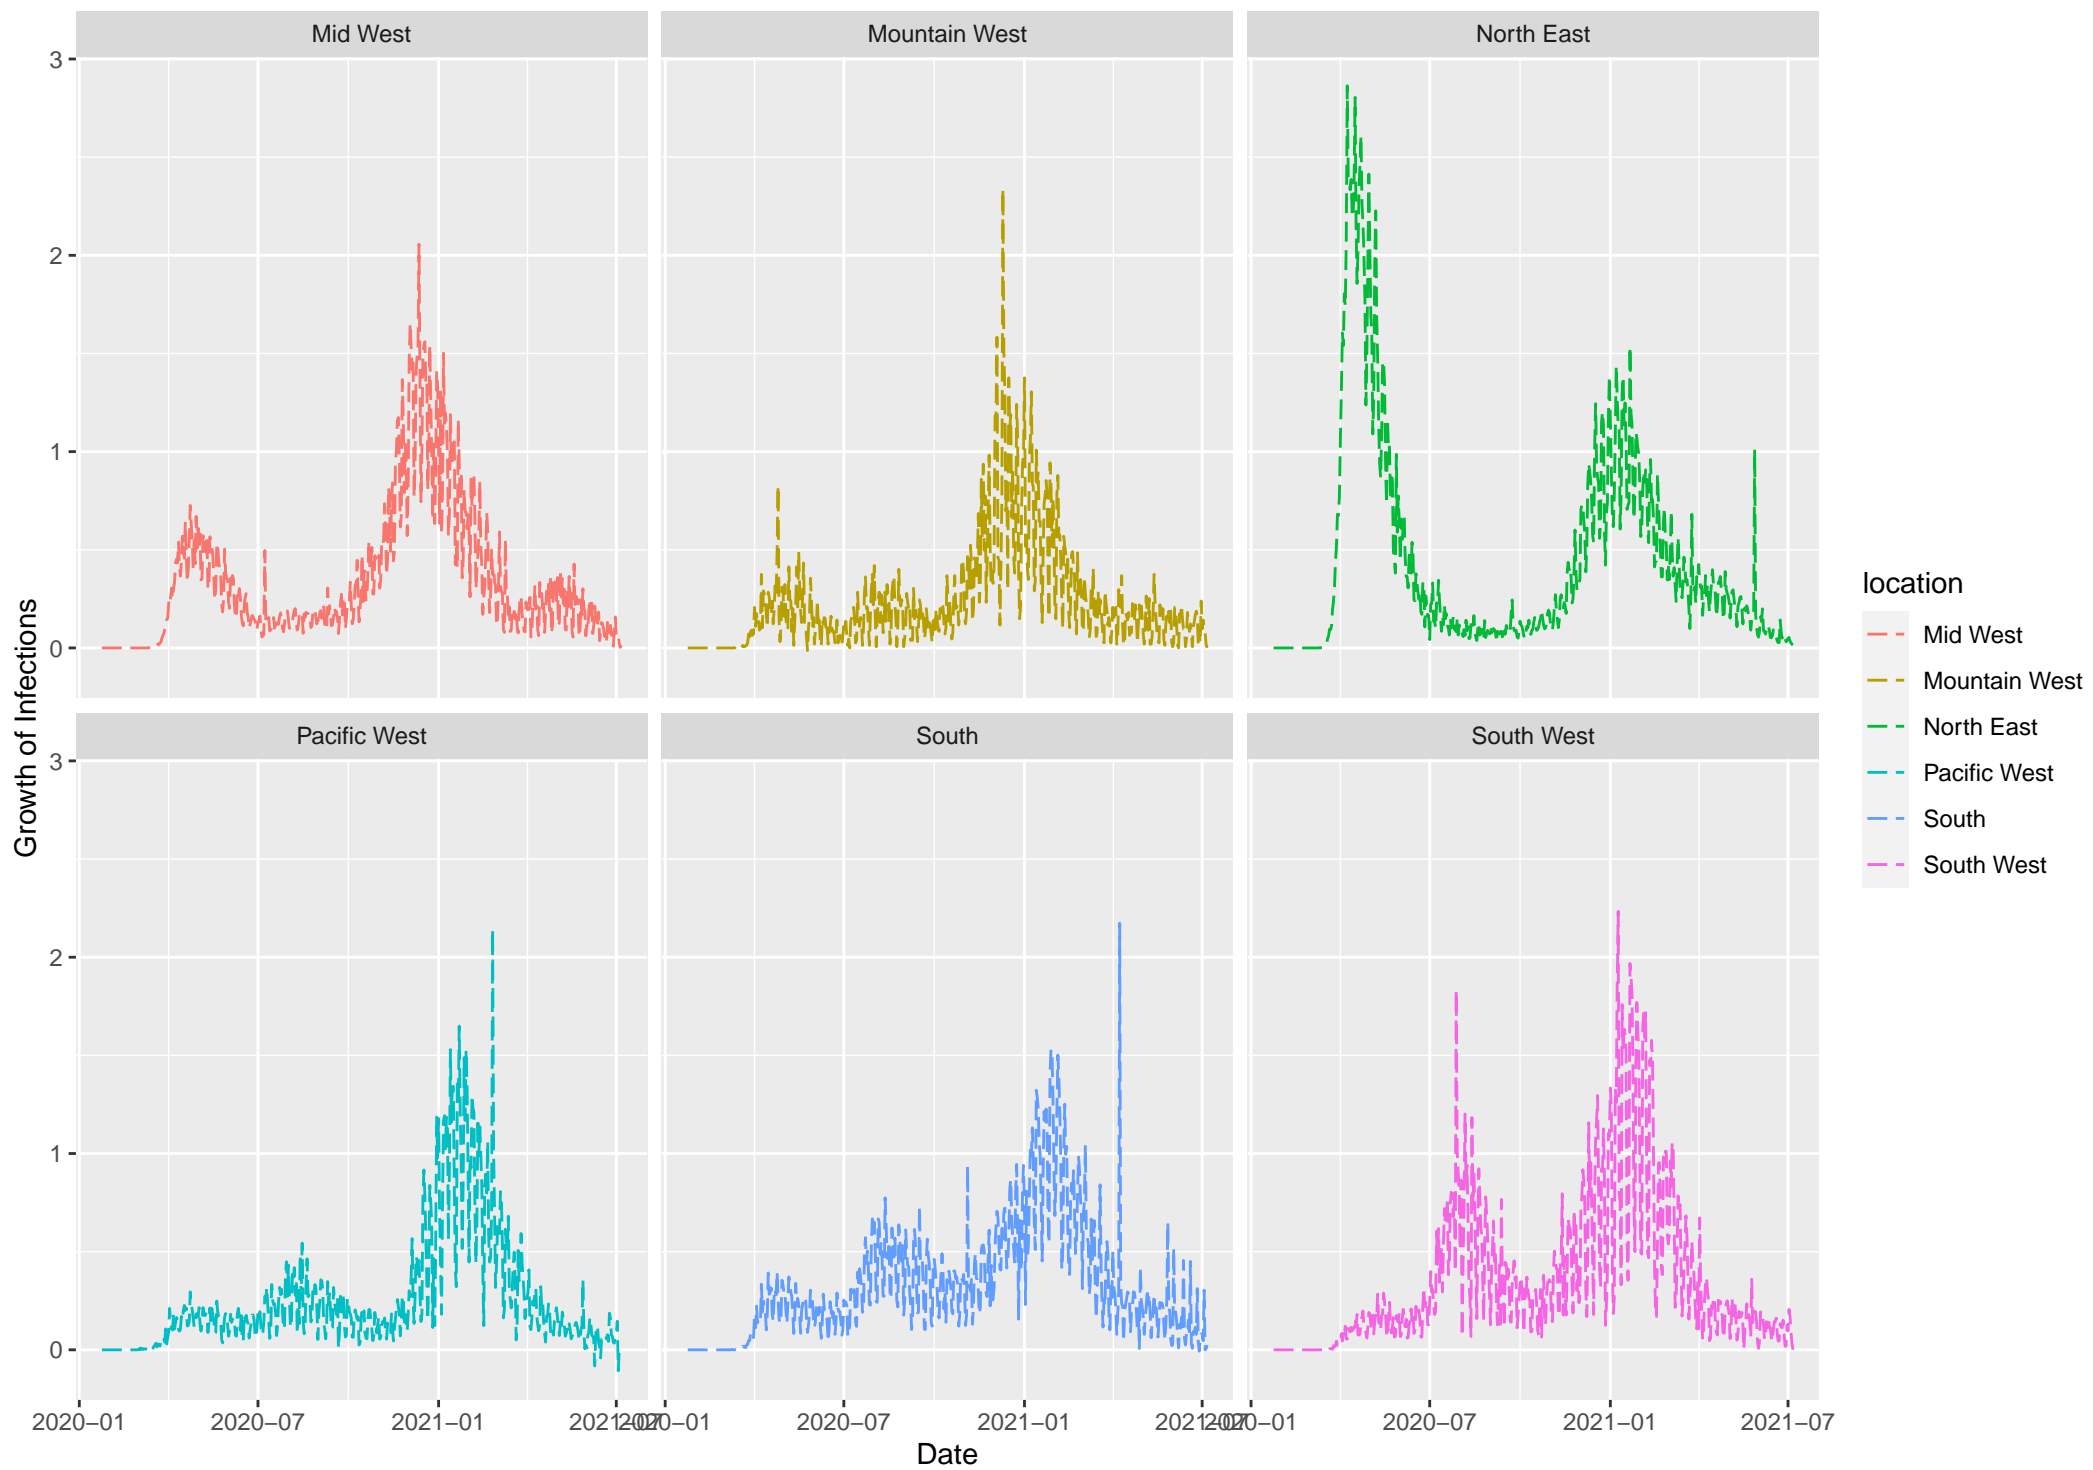 Mid West
Mountain West
North East
3
2
1
0
Pacific West
South
South West
3
2
1
0
Growth of Infections
2020–01
2020–07
2021–01
2021–07
2020–01
2020–07
2021–01
2021–07
2020–01
2020–07
2021–01
2021–07
Date
location
Mid West
Mountain West
North East
Pacific West
South
South West